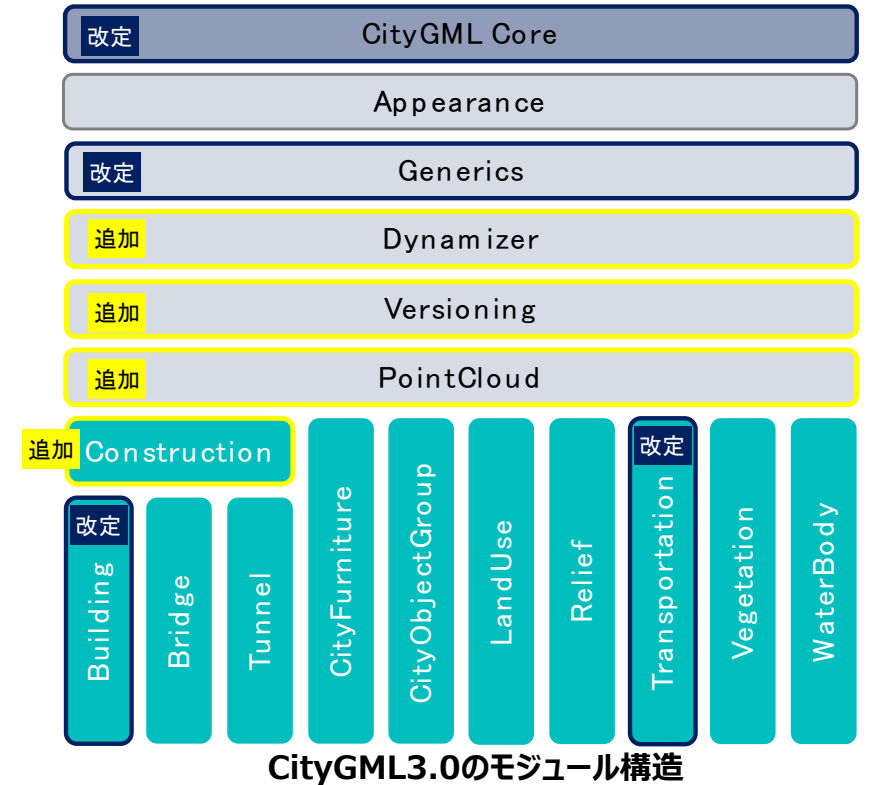 改定 CityGML Core
Appearance
改定 Generics
追加 Dynamizer
追加 Versioning
追加 PointCloud
追加 Construction
改定 Building
Bridge
Tunnel
CityFurniture
CityObjectGroup
LandUse
Relief
改定 Transportation
Vegetation
WaterBody
CityGML3.0のモジュール構造